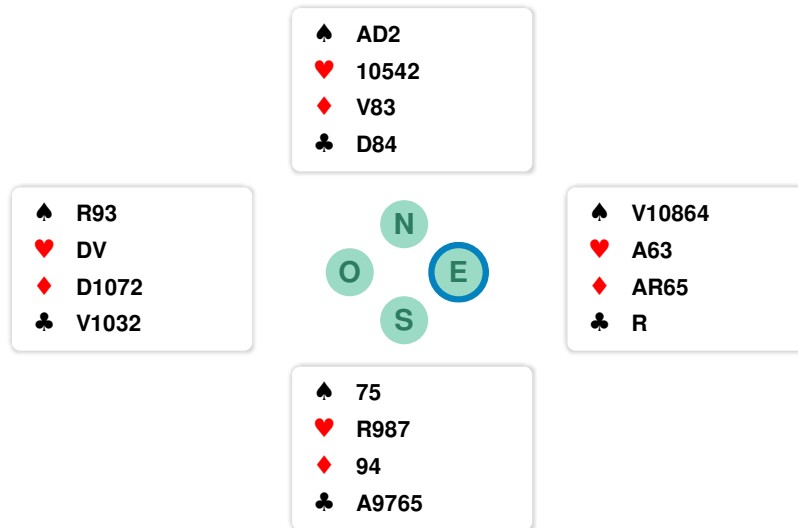 ♠ AD2
♥ 10542
♦ V83
♣ D84
♠ R93
♥ DV
♦ D1072
♣ V1032
N
O E
S
♠ V10864
♥ A63
♦ AR65
♣ R
♠ 75
♥ R987
♦ 94
♣ A9765